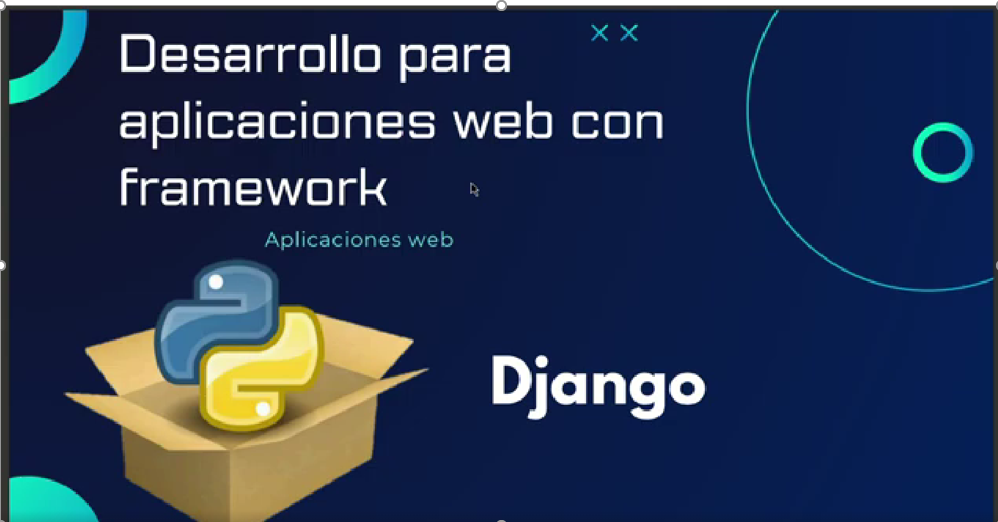 Desarrollo para
aplicaciones web con
framework
Aplicaciones web
Django